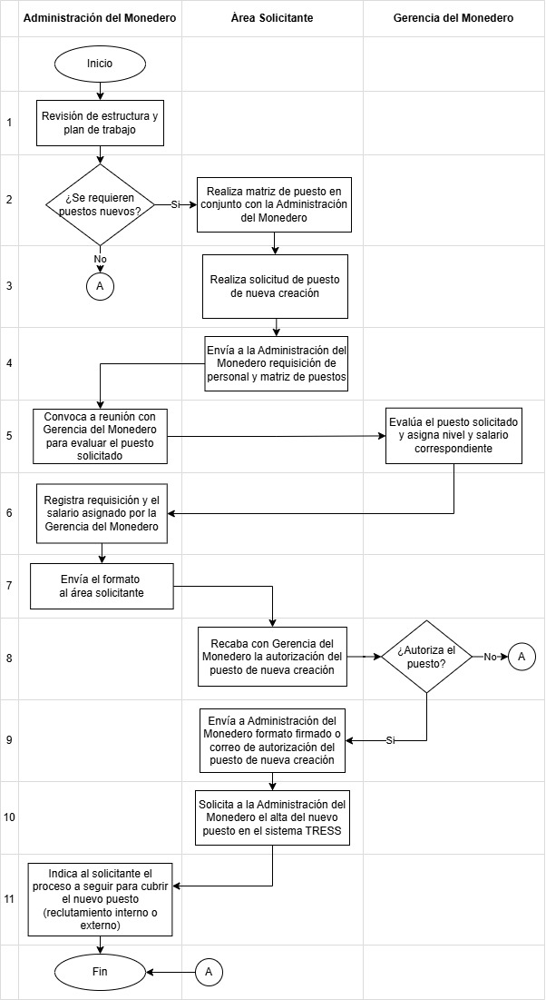 Administración del Monedero
Área Solicitante
Gerencia del Monedero
Inicio
1
Revisión de estructura y
plan de trabajo
2
¿Se requieren
puestos nuevos?
Si
Realiza matriz de puesto en
conjunto con la Administración
del Monedero
No
3
A
Realiza solicitud de puesto
de nueva creación
4
Envía a la Administración del
Monedero requisición de
personal y matriz de puestos
5
Convoca a reunión con
Gerencia del Monedero
para evaluar el puesto
solicitado
Evalúa el puesto solicitado
y asigna nivel y salario
correspondiente
6
Registra requisición y el
salario asignado por la
Gerencia del Monedero
7
Envía el formato
al área solicitante
8
Recaba con Gerencia del
Monedero la autorización del
puesto de nueva creación
¿Autoriza el
puesto?
No
A
9
Envía a Administración del
Monedero formato firmado o
correo de autorización del
puesto de nueva creación
Si
10
Solicita a la Administración del
Monedero el alta del nuevo
puesto en el sistema TRESS
11
Indica al solicitante el
proceso a seguir para cubrir
el nuevo puesto
(reclutamiento interno o
externo)
Fin
A